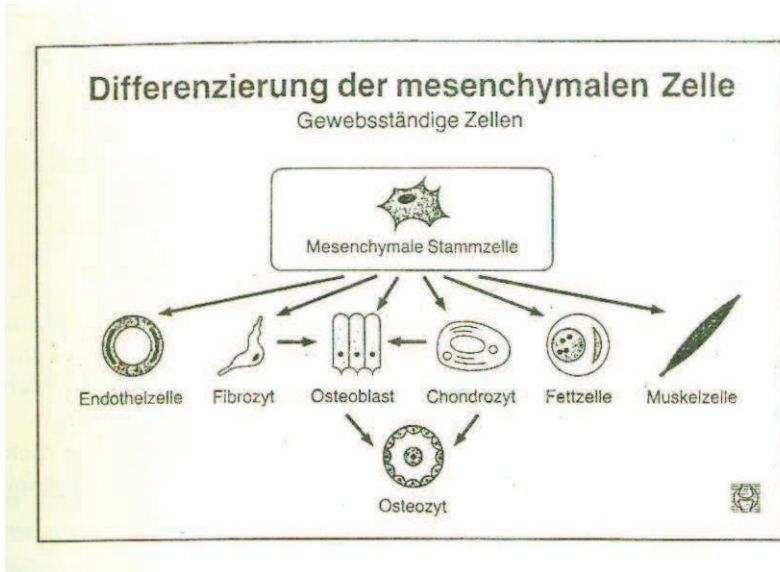 Differenzierung der mesenchymalen Zelle
Gewebsständige Zellen
Mesenchymale Stammzelle
Endothelzelle Fibrozyt Osteoblast Chondrozyt Fettzelle Muskelzelle
Osteozyt